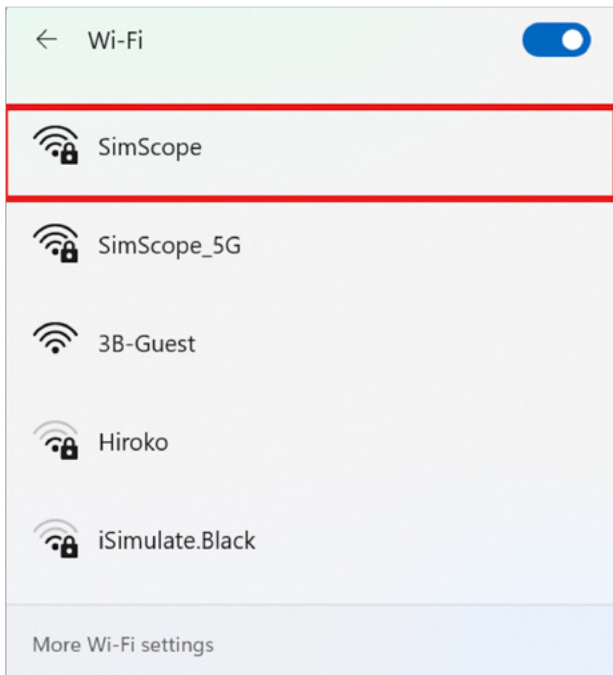 Wi-Fi
SimScope
SimScope_5G
3B-Guest
Hiroko
iSimulate.Black
More Wi-Fi settings